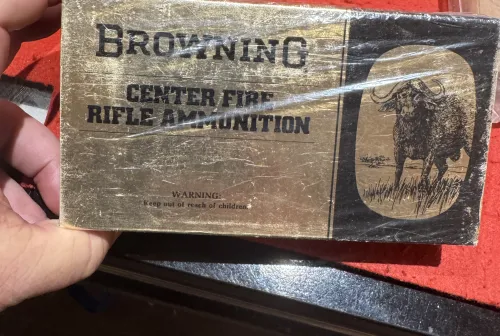 BROWNING
CENTER FIRE
RIFLE AMMUNITION
WARNING:
Keep out of reach of children